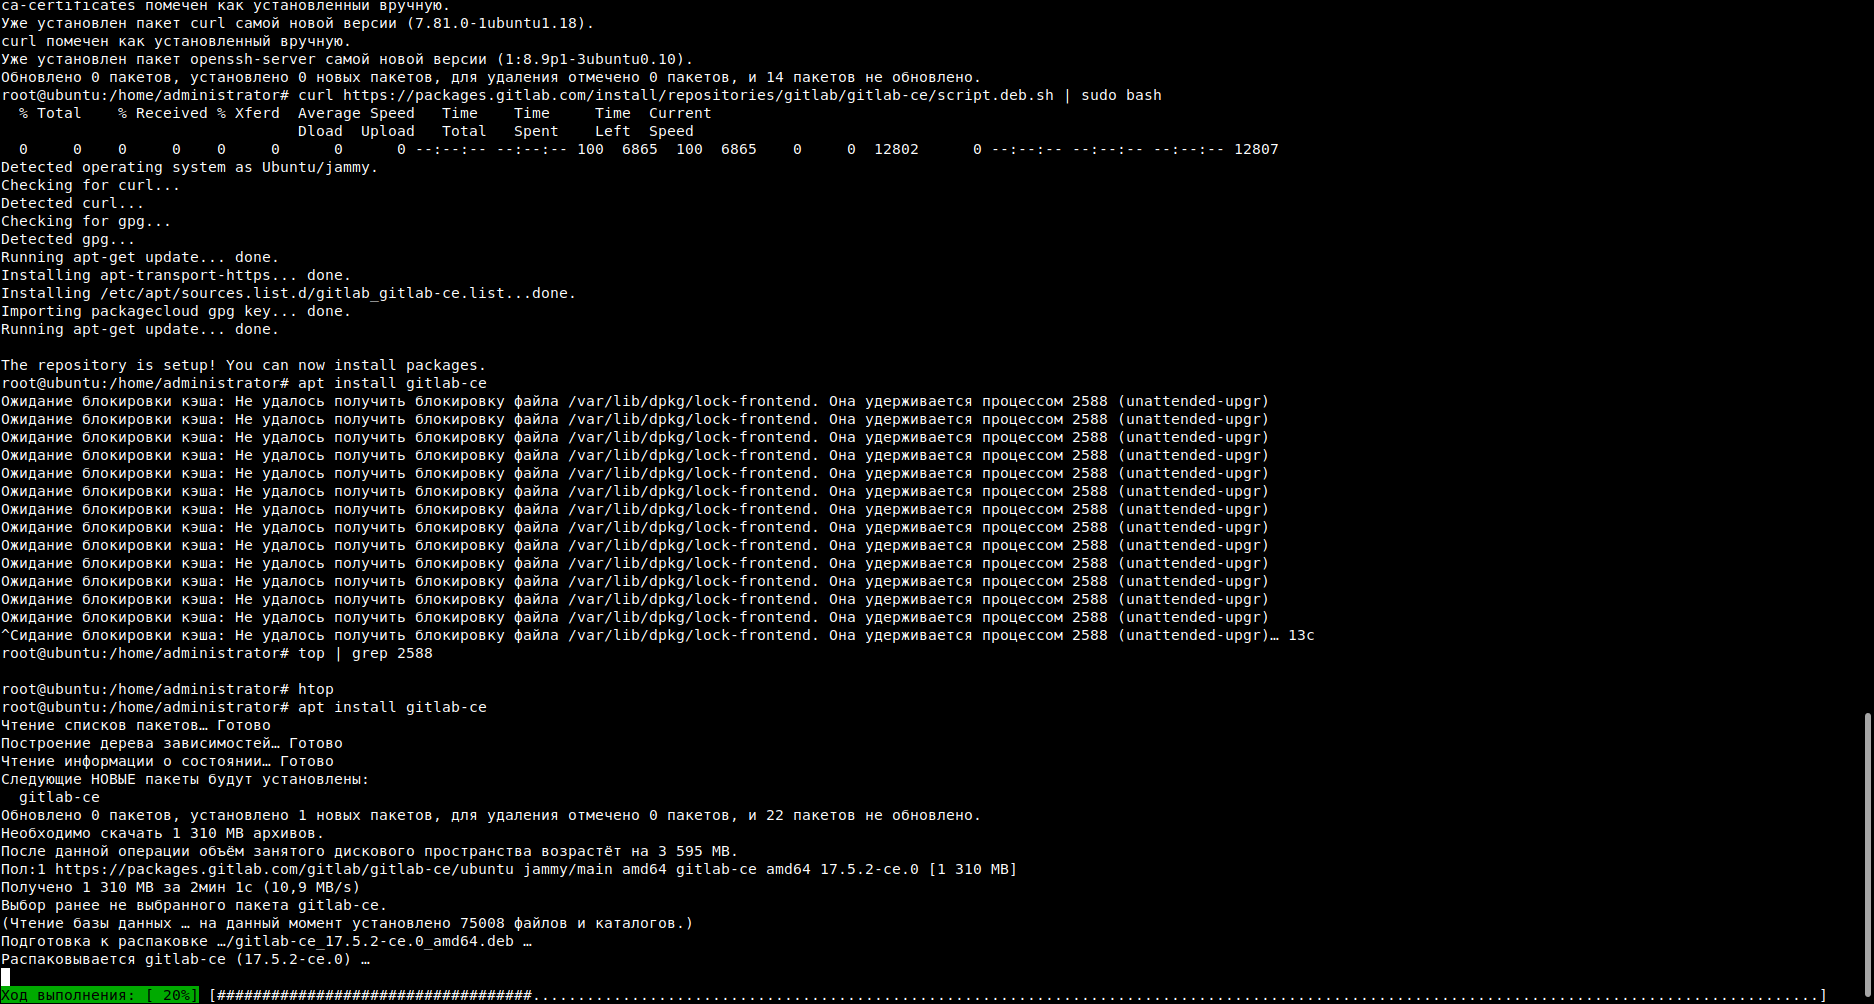 ca-certificates помечен как установленный вручную.
Уже установлен пакет curl самой новой версии (7.81.0-1ubuntu1.18).
curl помечен как установленный вручную.
Уже установлен пакет openssh-server самой новой версии (1:8.9p1-3ubuntu0.10).
Обновлено 0 пакетов, установлено 0 новых пакетов, для удаления отмечено 0 пакетов, и 14 пакетов не обновлено.
root@ubuntu:/home/administrator# curl https://packages.gitlab.com/install/repositories/gitlab/gitlab-ce/script.deb.sh | sudo bash
  % Total    % Received % Xferd  Average Speed   Time    Time     Time  Current
                                 Dload  Upload   Total   Spent    Left  Speed
  0     0    0     0    0     0      0      0 --:--:-- --:--:-- 100  6865  100  6865    0     0  12802      0 --:--:-- --:--:-- --:--:-- 12807
Detected operating system as Ubuntu/jammy.
Checking for curl...
Detected curl...
Checking for gpg...
Detected gpg...
Running apt-get update... done.
Installing apt-transport-https... done.
Installing /etc/apt/sources.list.d/gitlab_gitlab-ce.list...done.
Importing packagecloud gpg key... done.
Running apt-get update... done.
The repository is setup! You can now install packages.
root@ubuntu:/home/administrator# apt install gitlab-ce
Ожидание блокировки кэша: Не удалось получить блокировку файла /var/lib/dpkg/lock-frontend. Она удерживается процессом 2588 (unattended-upgr)
Ожидание блокировки кэша: Не удалось получить блокировку файла /var/lib/dpkg/lock-frontend. Она удерживается процессом 2588 (unattended-upgr)
Ожидание блокировки кэша: Не удалось получить блокировку файла /var/lib/dpkg/lock-frontend. Она удерживается процессом 2588 (unattended-upgr)
Ожидание блокировки кэша: Не удалось получить блокировку файла /var/lib/dpkg/lock-frontend. Она удерживается процессом 2588 (unattended-upgr)
Ожидание блокировки кэша: Не удалось получить блокировку файла /var/lib/dpkg/lock-frontend. Она удерживается процессом 2588 (unattended-upgr)
Ожидание блокировки кэша: Не удалось получить блокировку файла /var/lib/dpkg/lock-frontend. Она удерживается процессом 2588 (unattended-upgr)
Ожидание блокировки кэша: Не удалось получить блокировку файла /var/lib/dpkg/lock-frontend. Она удерживается процессом 2588 (unattended-upgr)
Ожидание блокировки кэша: Не удалось получить блокировку файла /var/lib/dpkg/lock-frontend. Она удерживается процессом 2588 (unattended-upgr)
Ожидание блокировки кэша: Не удалось получить блокировку файла /var/lib/dpkg/lock-frontend. Она удерживается процессом 2588 (unattended-upgr)
Ожидание блокировки кэша: Не удалось получить блокировку файла /var/lib/dpkg/lock-frontend. Она удерживается процессом 2588 (unattended-upgr)
Ожидание блокировки кэша: Не удалось получить блокировку файла /var/lib/dpkg/lock-frontend. Она удерживается процессом 2588 (unattended-upgr)
Ожидание блокировки кэша: Не удалось получить блокировку файла /var/lib/dpkg/lock-frontend. Она удерживается процессом 2588 (unattended-upgr)
Ожидание блокировки кэша: Не удалось получить блокировку файла /var/lib/dpkg/lock-frontend. Она удерживается процессом 2588 (unattended-upgr)
^Cидание блокировки кэша: Не удалось получить блокировку файла /var/lib/dpkg/lock-frontend. Она удерживается процессом 2588 (unattended-upgr)… 13с
root@ubuntu:/home/administrator# top | grep 2588
root@ubuntu:/home/administrator# htop
root@ubuntu:/home/administrator# apt install gitlab-ce
Чтение списков пакетов… Готово
Построение дерева зависимостей… Готово
Чтение информации о состоянии… Готово
Следующие НОВЫЕ пакеты будут установлены:
  gitlab-ce
Обновлено 0 пакетов, установлено 1 новых пакетов, для удаления отмечено 0 пакетов, и 22 пакетов не обновлено.
Необходимо скачать 1 310 MB архивов.
После данной операции объём занятого дискового пространства возрастёт на 3 595 MB.
Пол:1 https://packages.gitlab.com/gitlab/gitlab-ce/ubuntu jammy/main amd64 gitlab-ce amd64 17.5.2-ce.0 [1 310 MB]
Получено 1 310 MB за 2мин 1с (10,9 MB/s)
Выбор ранее не выбранного пакета gitlab-ce.
(Чтение базы данных … на данный момент установлено 75008 файлов и каталогов.)
Подготовка к распаковке …/gitlab-ce_17.5.2-ce.0_amd64.deb …
Распаковывается gitlab-ce (17.5.2-ce.0) …
Ход выполнения: [ 20%] [###################################...............................................................................................................................................]